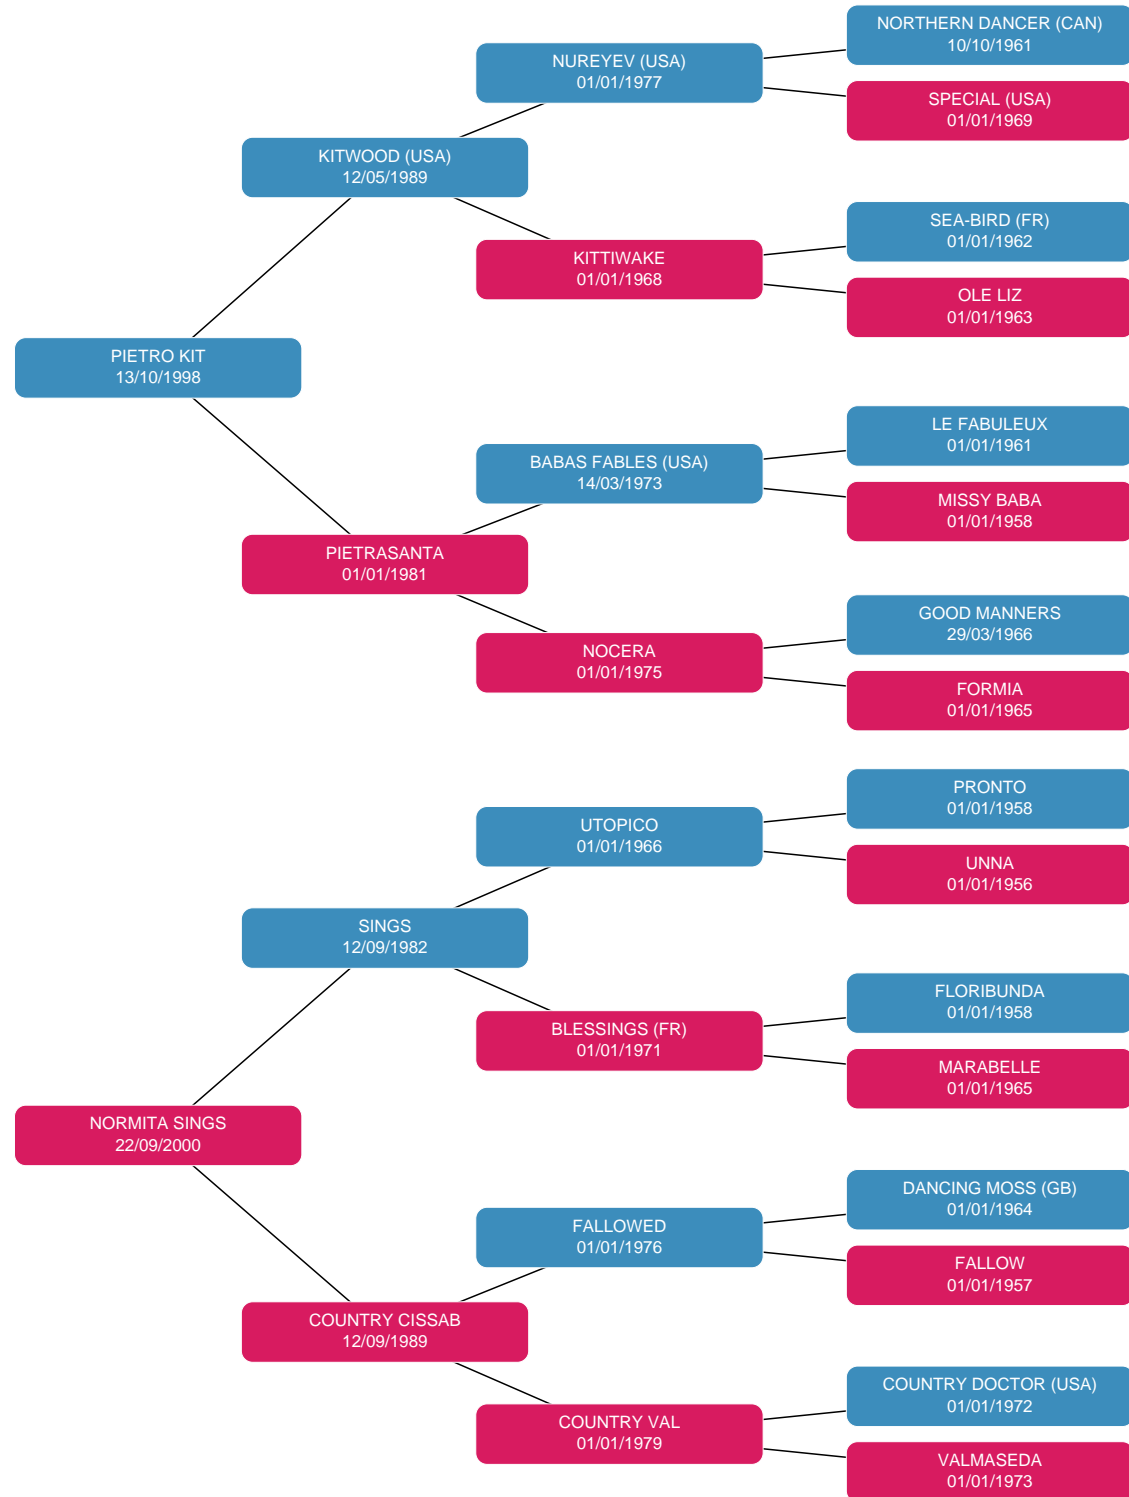 NORTHERN DANCER (CAN)
10/10/1961
NUREYEV (USA)
01/01/1977
SPECIAL (USA)
01/01/1969
KITWOOD (USA)
12/05/1989
SEA-BIRD (FR)
01/01/1962
KITTIWAKE
01/01/1968
OLE LIZ
01/01/1963
PIETRO KIT
13/10/1998
LE FABULEUX
01/01/1961
BABAS FABLES (USA)
14/03/1973
MISSY BABA
01/01/1958
PIETRASANTA
01/01/1981
GOOD MANNERS
29/03/1966
NOCERA
01/01/1975
FORMIA
01/01/1965
PRONTO
01/01/1958
UTOPICO
01/01/1966
UNNA
01/01/1956
SINGS
12/09/1982
FLORIBUNDA
01/01/1958
BLESSINGS (FR)
01/01/1971
MARABELLE
01/01/1965
NORMITA SINGS
22/09/2000
DANCING MOSS (GB)
01/01/1964
FALLOWED
01/01/1976
FALLOW
01/01/1957
COUNTRY CISSAB
12/09/1989
COUNTRY DOCTOR (USA)
01/01/1972
COUNTRY VAL
01/01/1979
VALMASEDA
01/01/1973